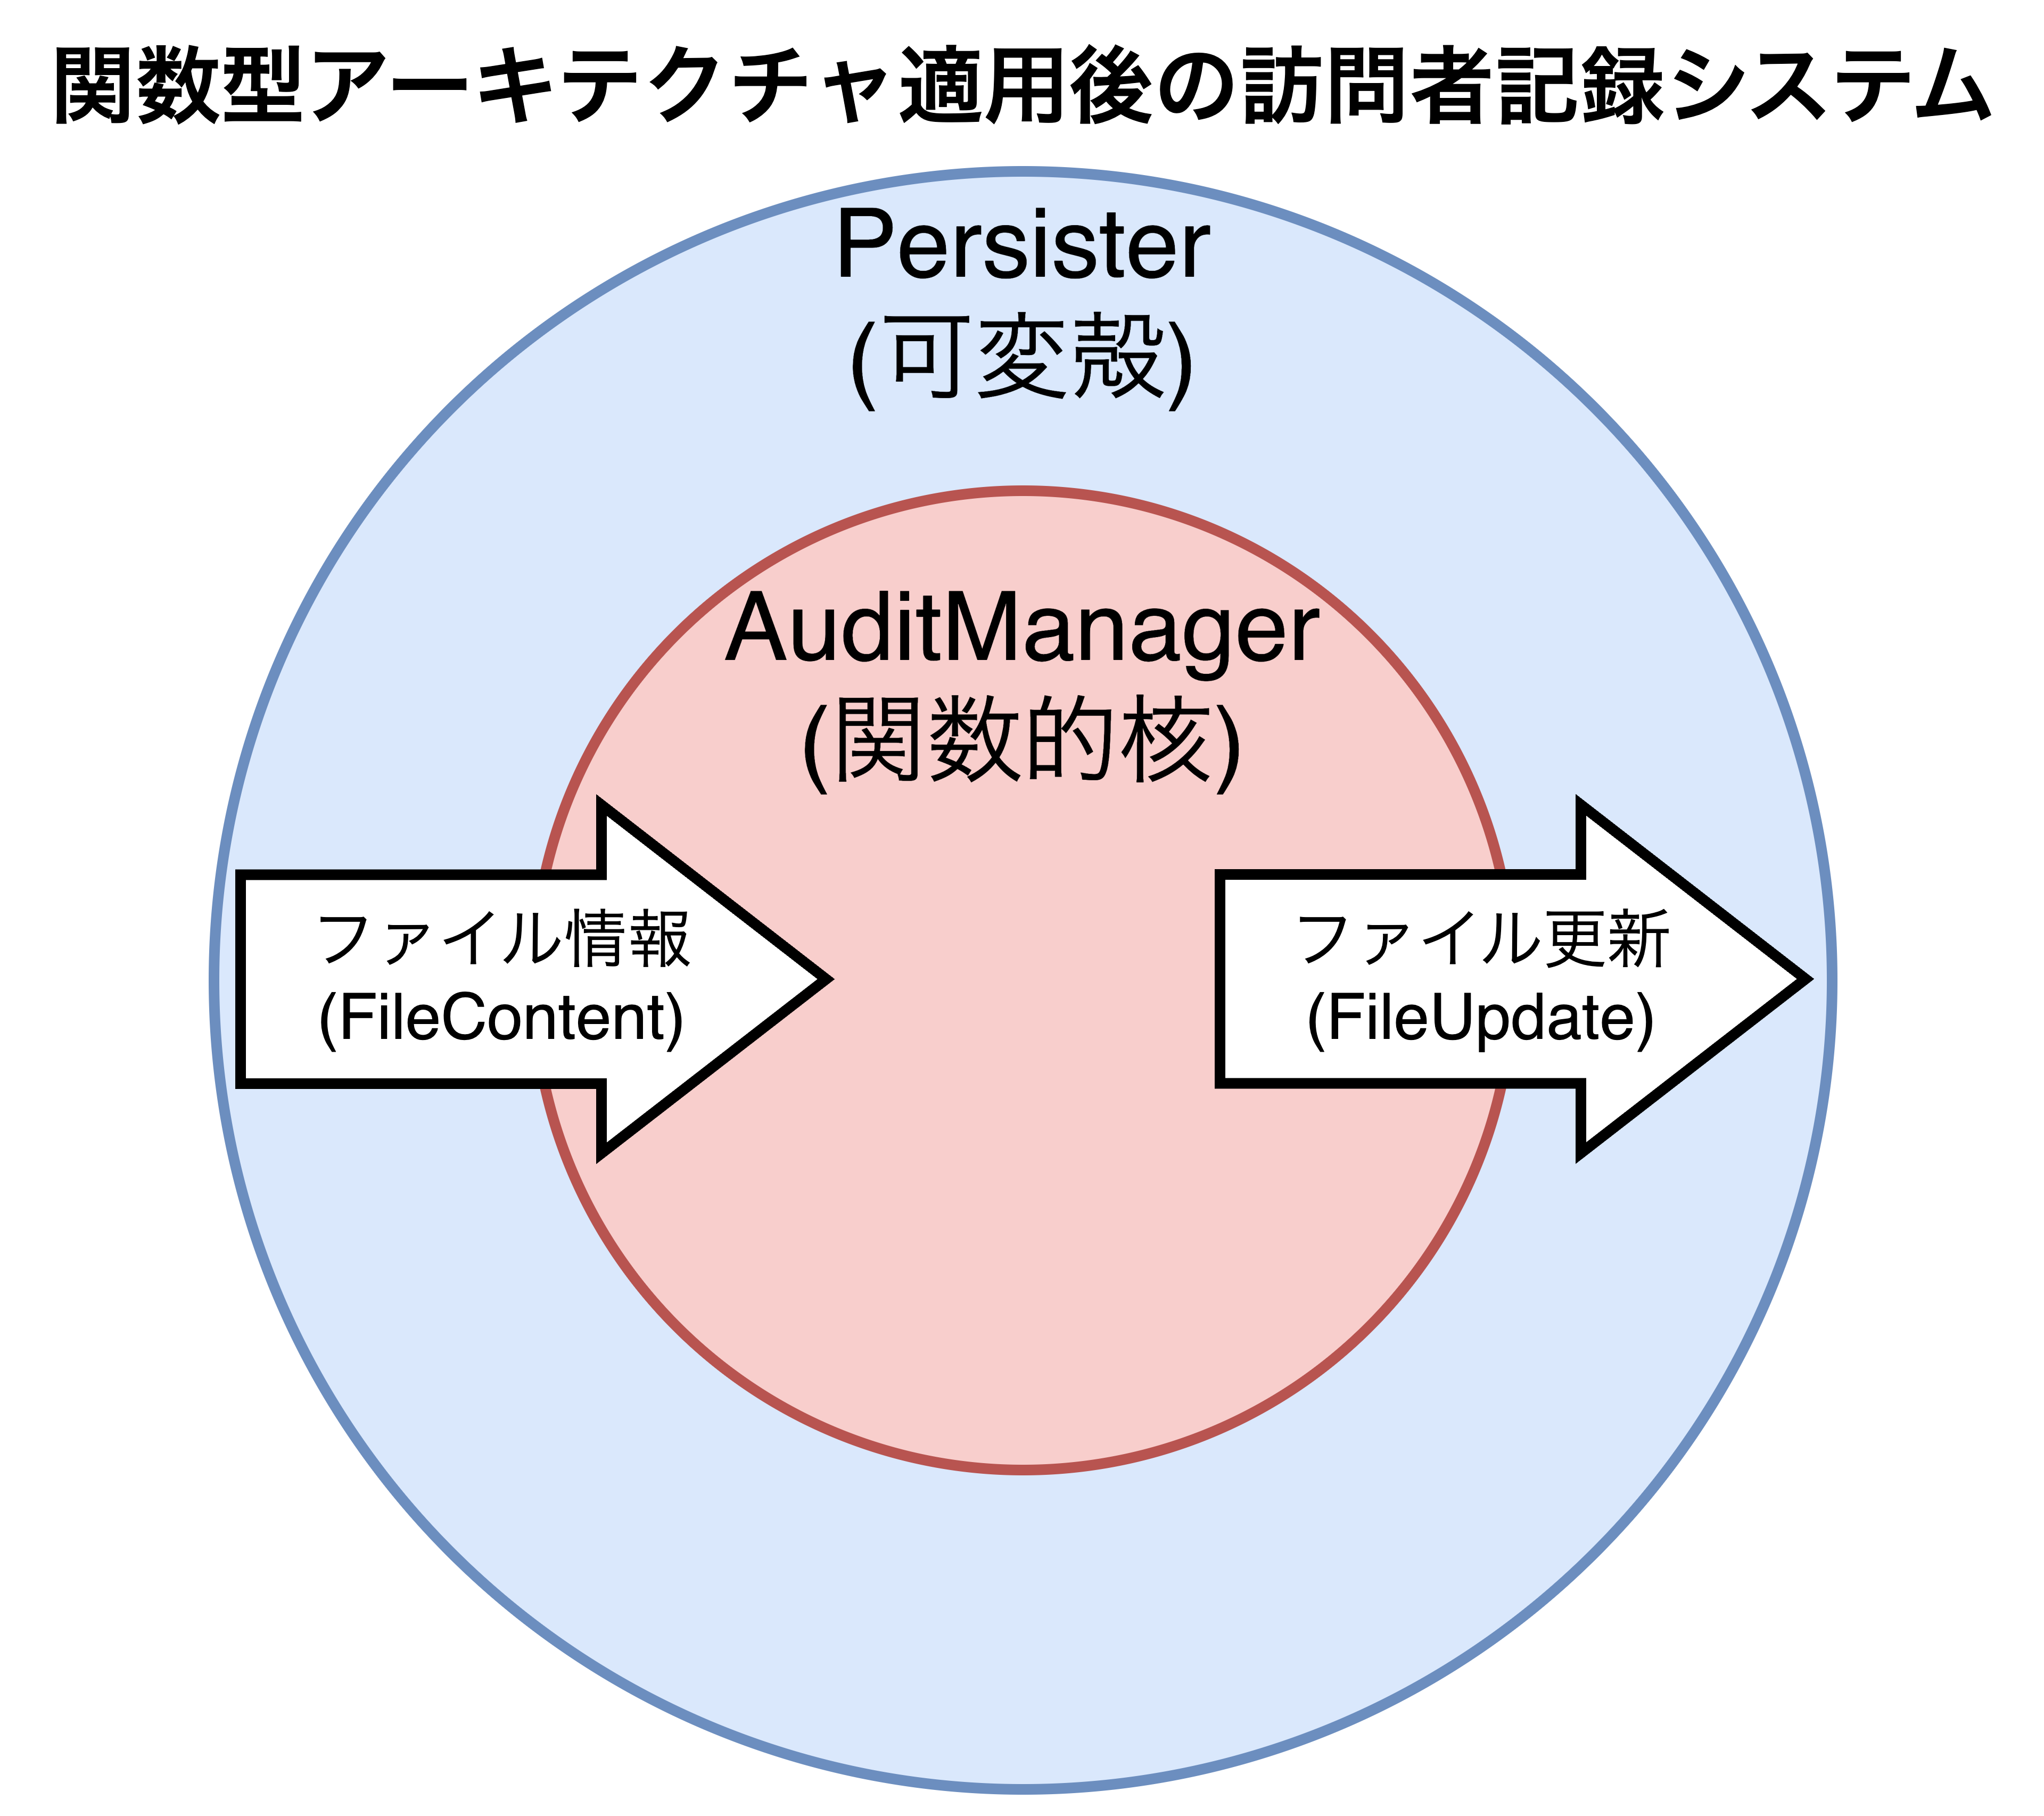 関数型アーキテクチャ適用後の訪問者記録システム
Persister
(可変殻)
AuditManager
(関数的核)
ファイル情報
(FileContent)
ファイル更新
(FileUpdate)